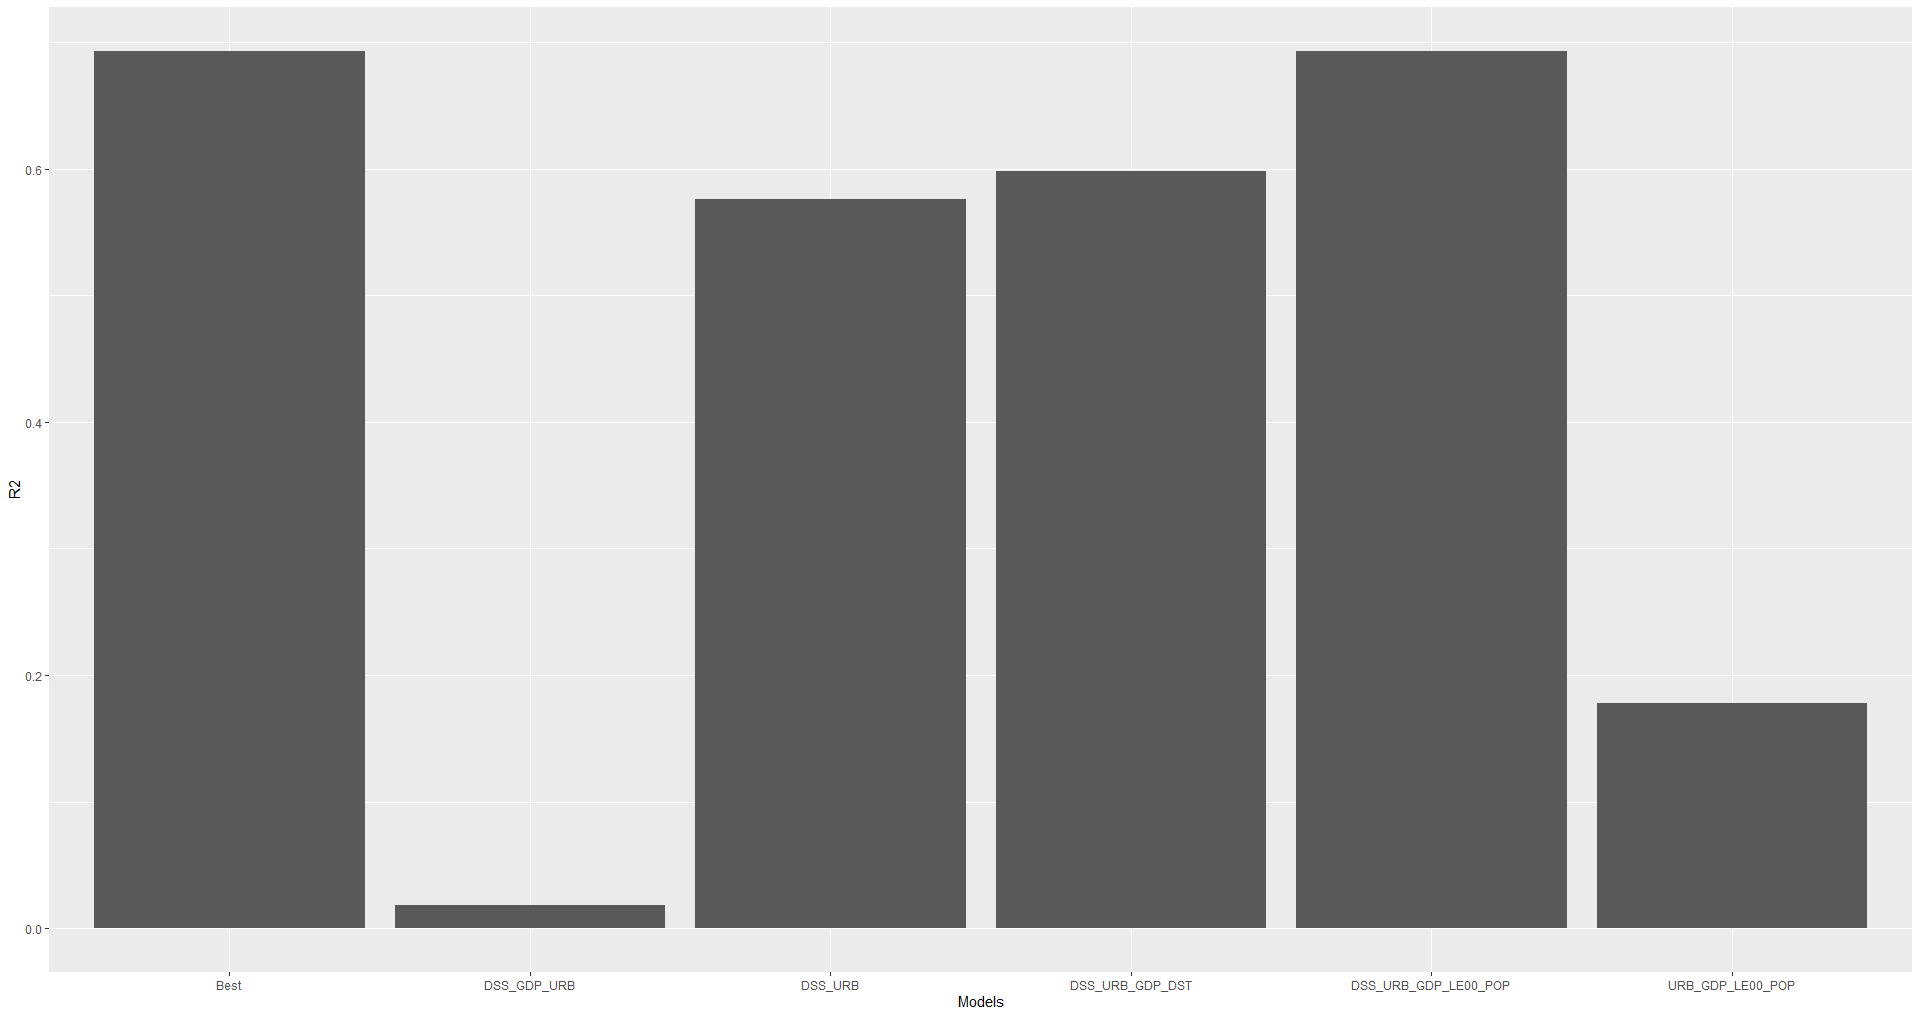 0.6
0.4
0.2
0.0
R2
Best DSS_GDP_URB DSS_URB DSS_URB_GDP_DST DSS_URB_GDP_LE00_POP URB_GDP_LE00_POP
Models